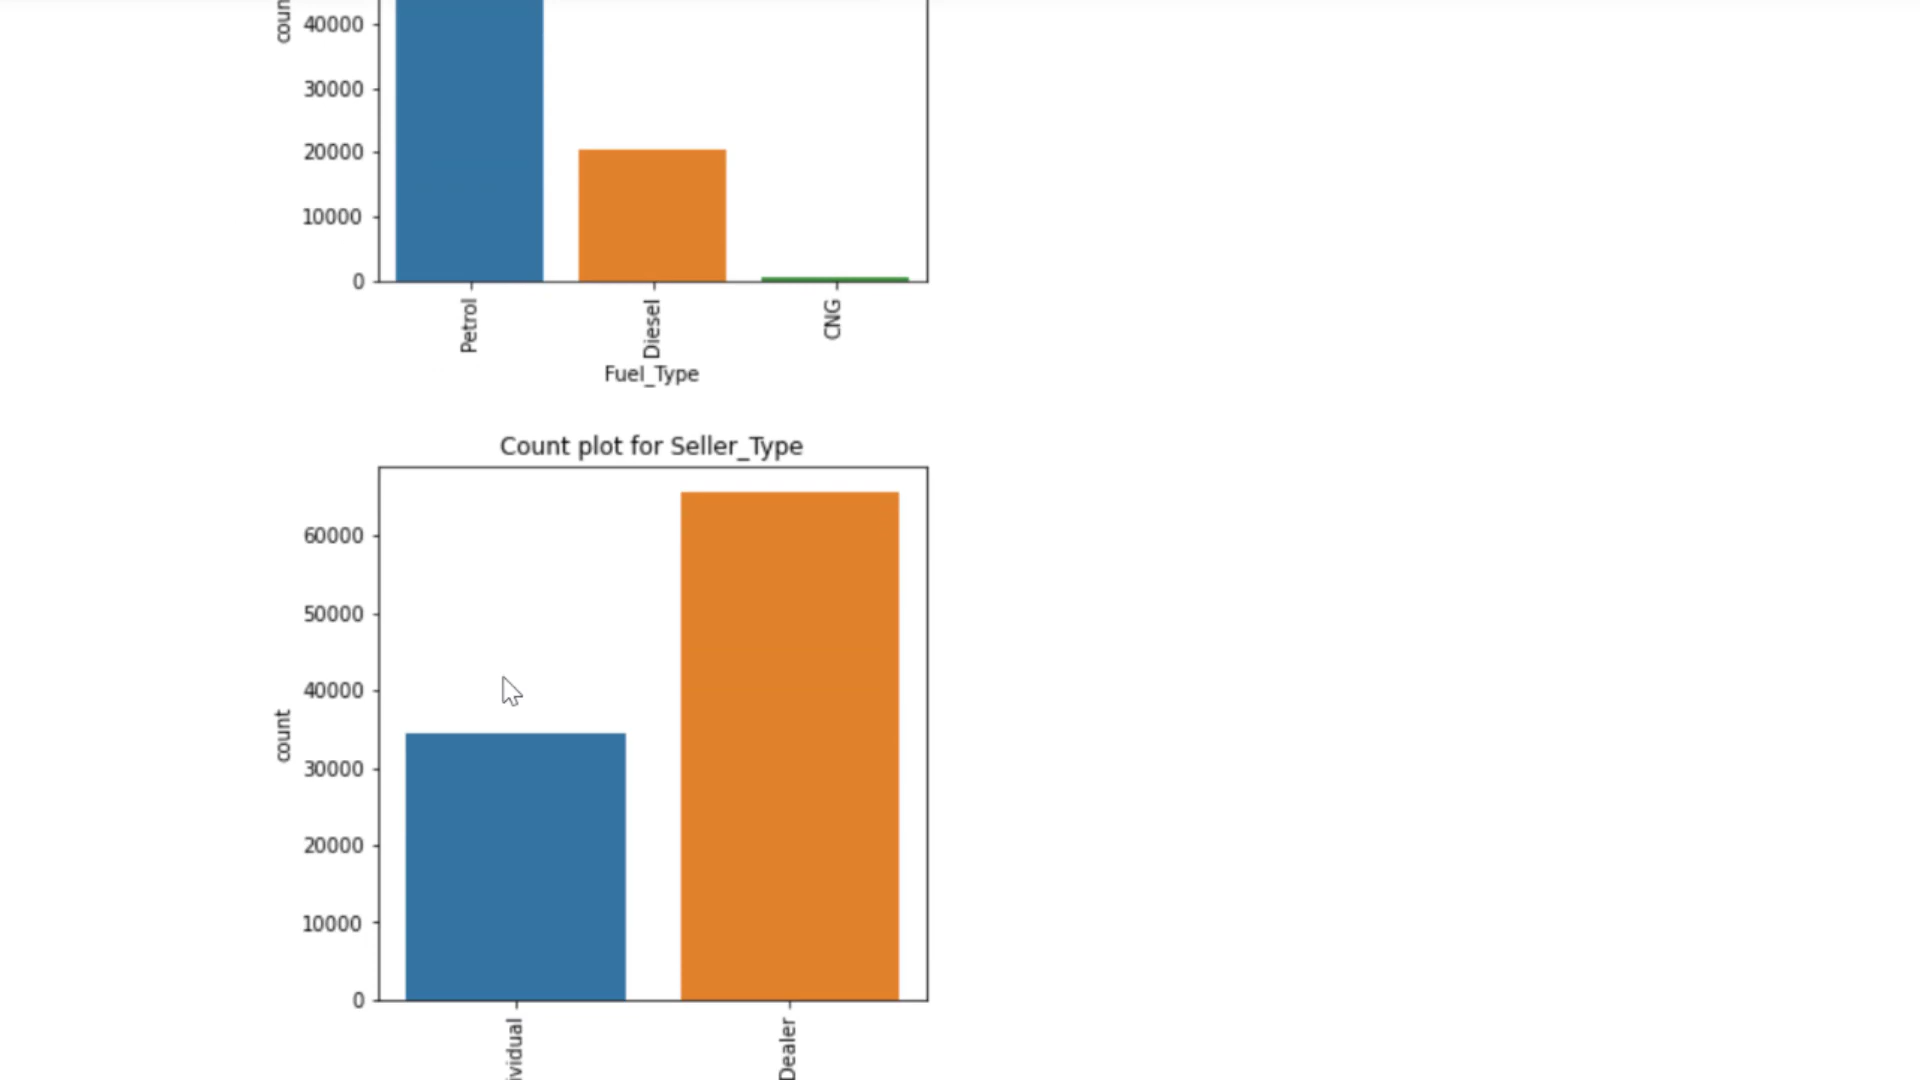 40000
30000
20000
10000
0
Petrol
Diesel
CNG
Fuel_Type
Count plot for Seller_Type
60000
50000
40000
count
30000
20000
10000
0
Dealer